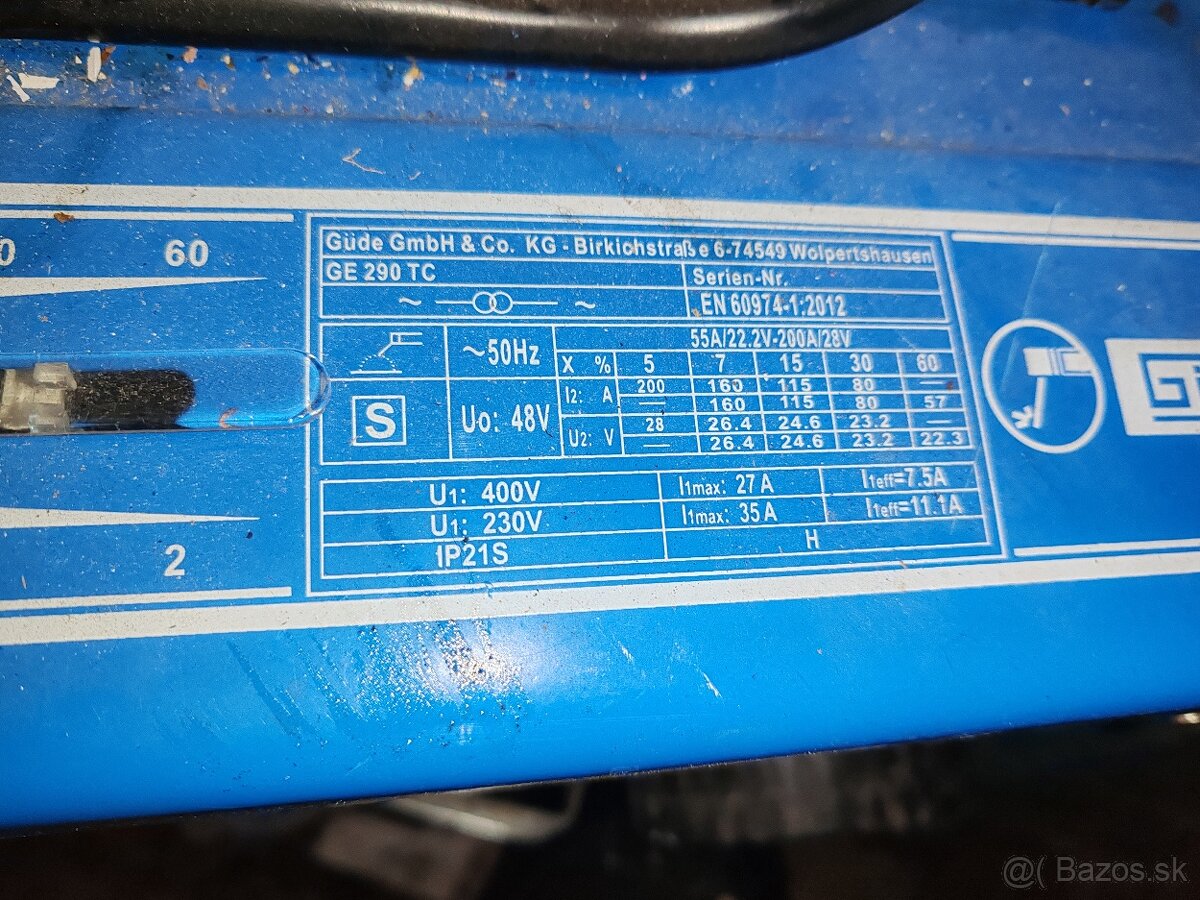 0 60
2
Güde GmbH & Co. KG - Birkichstraße 6-74549 Wolpertshausen
GE 290 TC Serien-Nr.
~ ~ EN 60974-1:2012
55A/22.2V-200A/28V
~50Hz X % 5 7 15 30 60
I2: A 200 160 115 80 —
— 160 115 80 57
S U0: 48V
U2: V 28 26.4 24.6 23.2 —
— 26.4 24.6 23.2 22.3
U1: 400V I1max: 27A I1eff=7.5A
U1: 230V I1max: 35A I1eff=11.1A
IP21S H
@( Bazos.sk